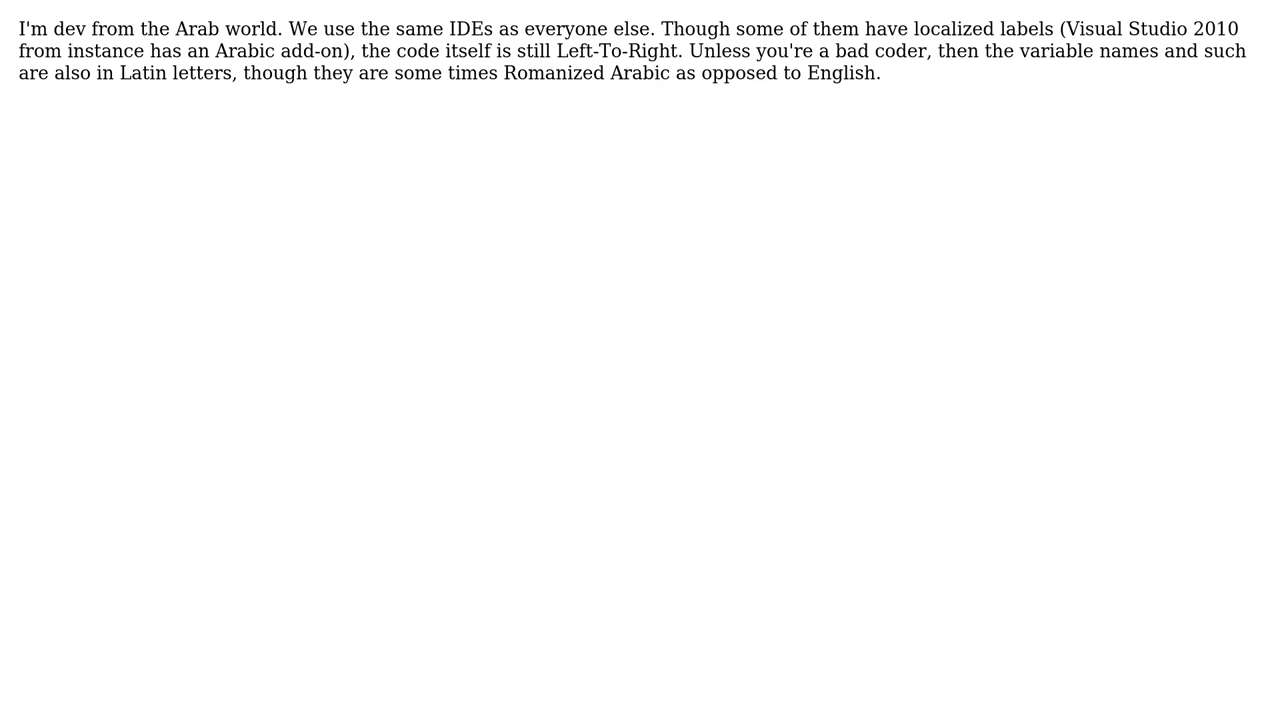 I'm dev from the Arab world. We use the same IDEs as everyone else. Though some of them have localized labels (Visual Studio 2010
from instance has an Arabic add-on), the code itself is still Left-To-Right. Unless you're a bad coder, then the variable names and such
are also in Latin letters, though they are some times Romanized Arabic as opposed to English.